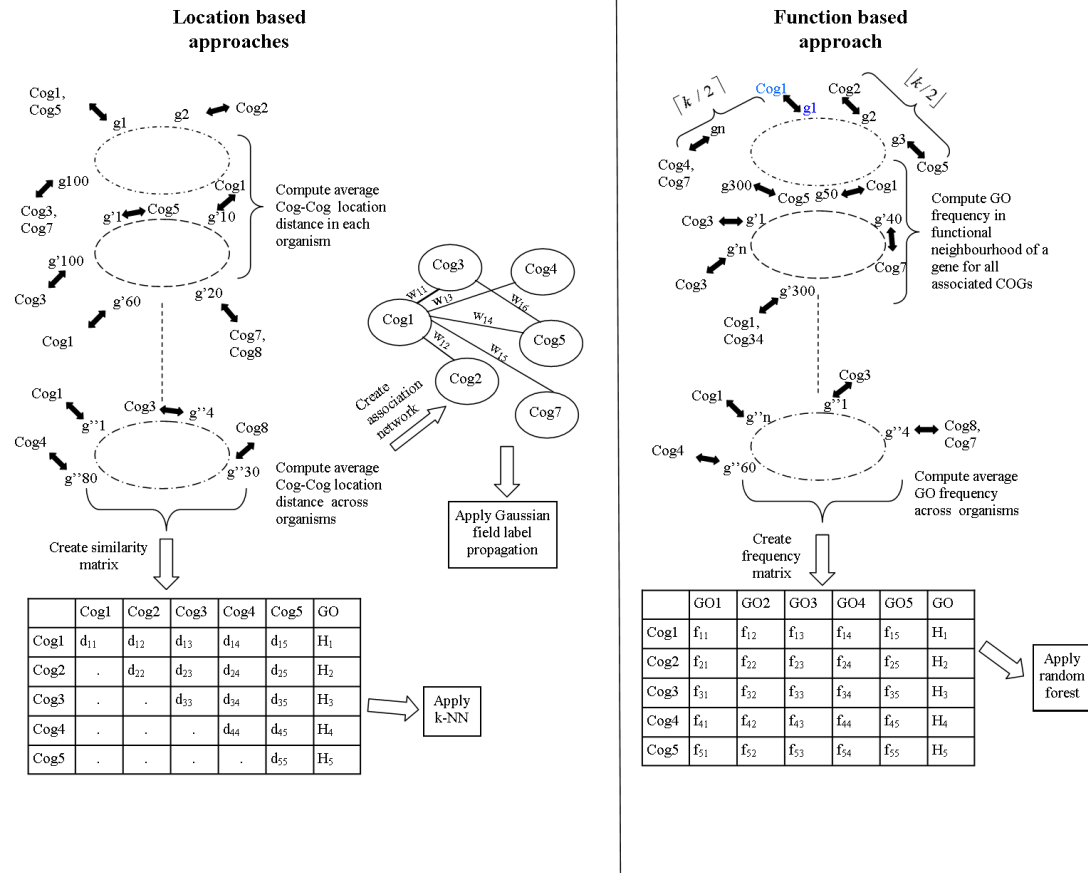 Location based
approaches
Cog1,
Cog5
g1
g2
Cog2
g100
Cog3,
Cog7
Cog1
g'1
Cog5
g'10
Compute average
Cog-Cog location
distance in each
organism
g'100
Cog3
g'60
g'20
Cog1
Cog7,
Cog8
Cog3
Cog4
Cog1
Cog5
Cog2
Cog7
w11
w13
w16
w14
w12
w15
Create
association
network
Cog1
g''1
Cog3
g''4
Cog4
g''80
Cog8
g''30
Compute average
Cog-Cog location
distance across
organisms
Apply Gaussian
field label
propagation
Create similarity
matrix
Cog1 Cog2 Cog3 Cog4 Cog5 GO
Cog1 d11 d12 d13 d14 d15 H1
Cog2 . d22 d23 d24 d25 H2
Cog3 . . d33 d34 d35 H3
Cog4 . . . d44 d45 H4
Cog5 . . . . d55 H5
Apply
k-NN
Function based
approach
⌈k / 2⌉
Cog1
g1
Cog2
g2
⌊k / 2⌋
gn
Cog4,
Cog7
g3
Cog5
g300
Cog5
g50
Cog1
Cog3
g'1
g'40
Cog7
g'n
Cog3
g'300
Cog1,
Cog34
Compute GO
frequency in
functional
neighbourhood of a
gene for all
associated COGs
Cog1
g''n
Cog3
g''1
g''4
Cog8,
Cog7
Cog4
g''60
Compute average
GO frequency
across organisms
Create
frequency
matrix
GO1 GO2 GO3 GO4 GO5 GO
Cog1 f11 f12 f13 f14 f15 H1
Cog2 f21 f22 f23 f24 f25 H2
Cog3 f31 f32 f33 f34 f35 H3
Cog4 f41 f42 f43 f44 f45 H4
Cog5 f51 f52 f53 f54 f55 H5
Apply
random
forest